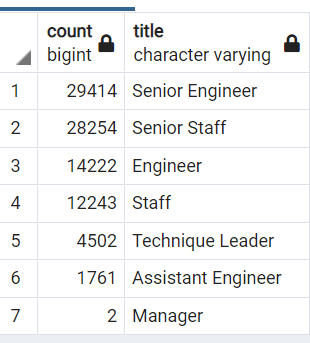 count title
bigint character varying
1 29414 Senior Engineer
2 28254 Senior Staff
3 14222 Engineer
4 12243 Staff
5 4502 Technique Leader
6 1761 Assistant Engineer
7 2 Manager